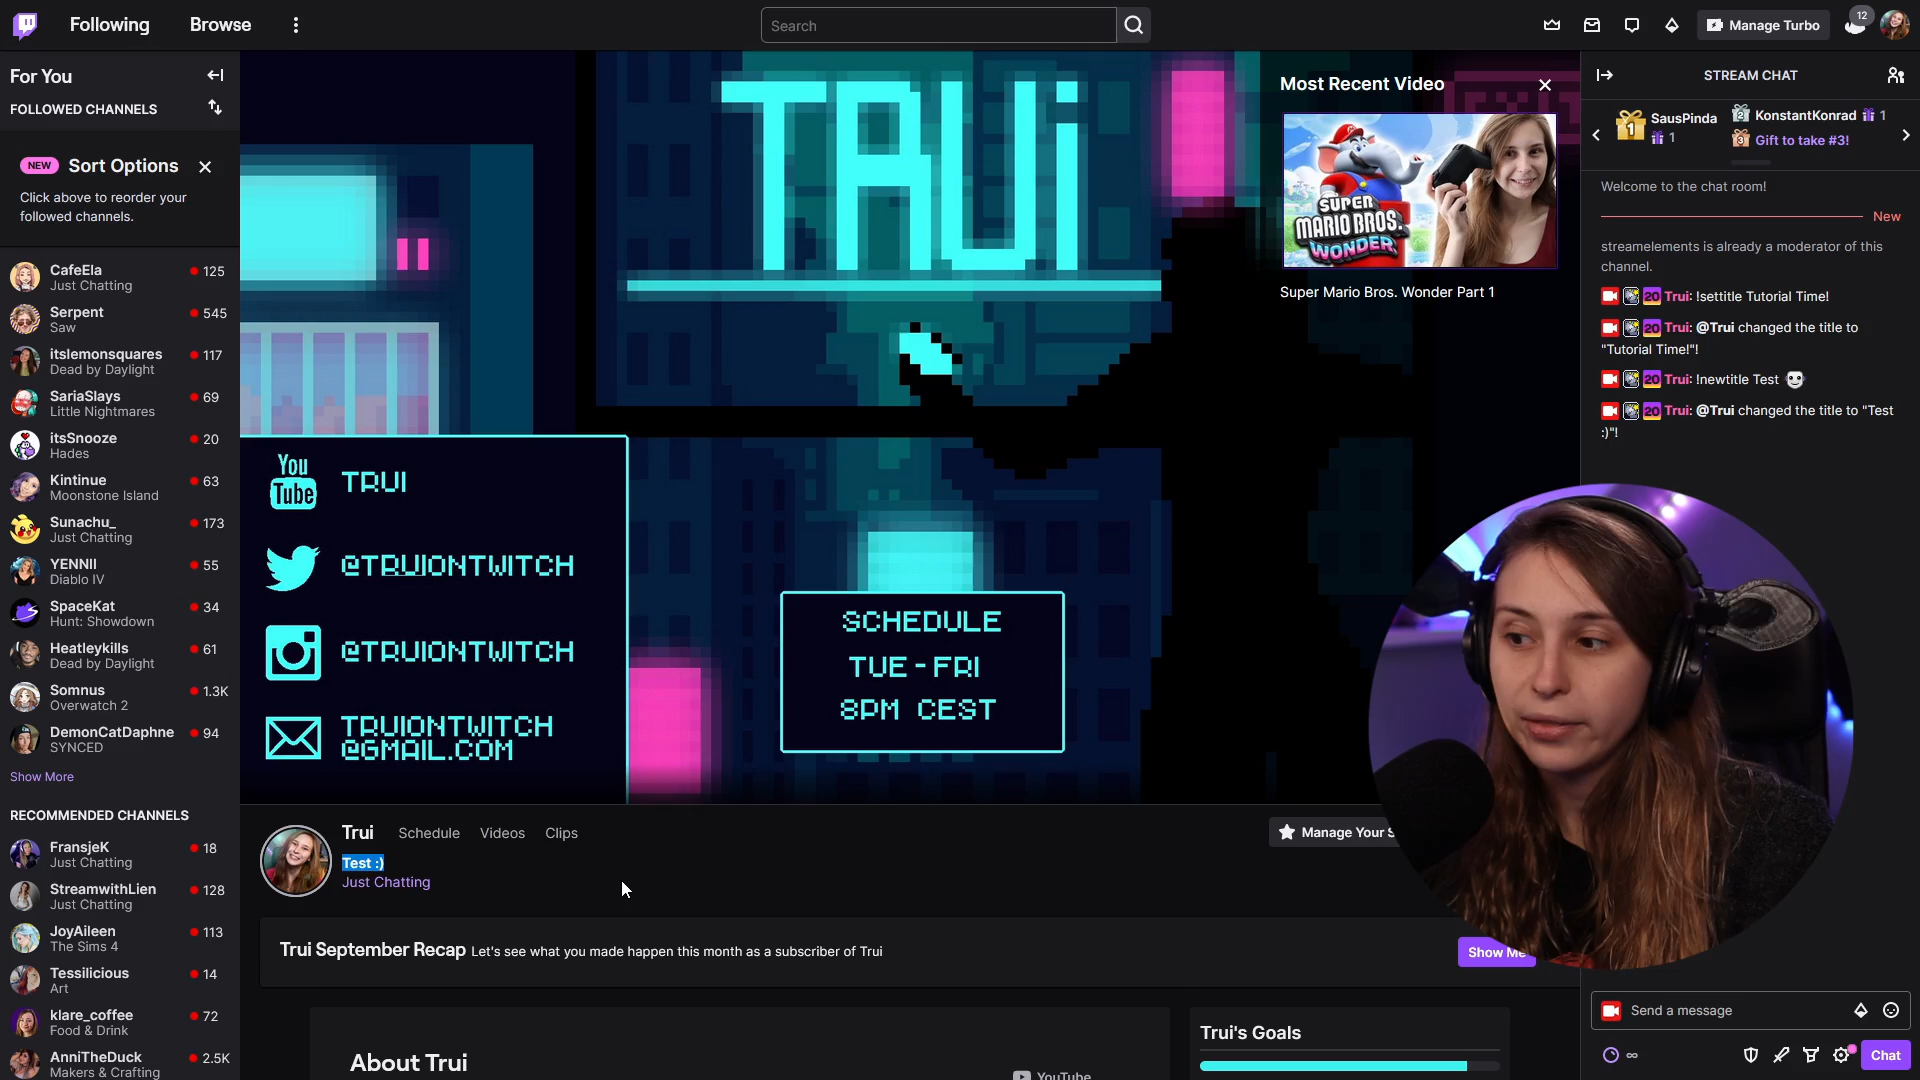 Following
Browse
Search
Manage Turbo
12
For You
FOLLOWED CHANNELS
NEW Sort Options
Click above to reorder your
followed channels.
CafeEla 125
Just Chatting
Serpent 545
Saw
itslemonsquares 117
Dead by Daylight
SariaSlays 69
Little Nightmares
itsSnooze 20
Hades
Kintinue 63
Moonstone Island
Sunachu_ 173
Just Chatting
YENNII 55
Diablo IV
SpaceKat 34
Hunt: Showdown
Heatleykills 61
Dead by Daylight
Somnus 1.3K
Overwatch 2
DemonCatDaphne 94
SYNCED
Show More
RECOMMENDED CHANNELS
FransjeK 18
Just Chatting
StreamwithLien 128
Just Chatting
JoyAileen 113
The Sims 4
Tessilicious 14
Art
klare_coffee 72
Food & Drink
AnniTheDuck 2.5K
Makers & Crafting
TRUi
You
Tube
TRUI
@TRUIONTWITCH
@TRUIONTWITCH
TRUIONTWITCH
@GMAIL.COM
SCHEDULE
TUE-FRI
8PM CEST
Most Recent Video
SUPER
MARIO BROS.
WONDER
Super Mario Bros. Wonder Part 1
Trui Schedule Videos Clips
Test :)
Just Chatting
Manage Your S
Trui September Recap Let's see what you made happen this month as a subscriber of Trui
Show Me
About Trui
YouTube
Trui's Goals
STREAM CHAT
1 SausPinda
1
2 KonstantKonrad 1
3 Gift to take #3!
Welcome to the chat room!
New
streamelements is already a moderator of this
channel.
20 Trui: !settitle Tutorial Time!
20 Trui: @Trui changed the title to
"Tutorial Time!"!
20 Trui: !newtitle Test
20 Trui: @Trui changed the title to "Test
:)"!
Send a message
∞
Chat